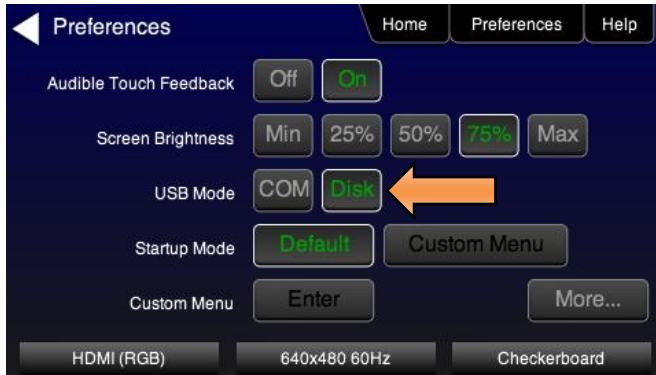 Preferences Home Preferences Help
Audible Touch Feedback Off On
Screen Brightness Min 25% 50% 75% Max
USB Mode COM Disk
Startup Mode Default Custom Menu
Custom Menu Enter More...
HDMI (RGB) 640x480 60Hz Checkerboard